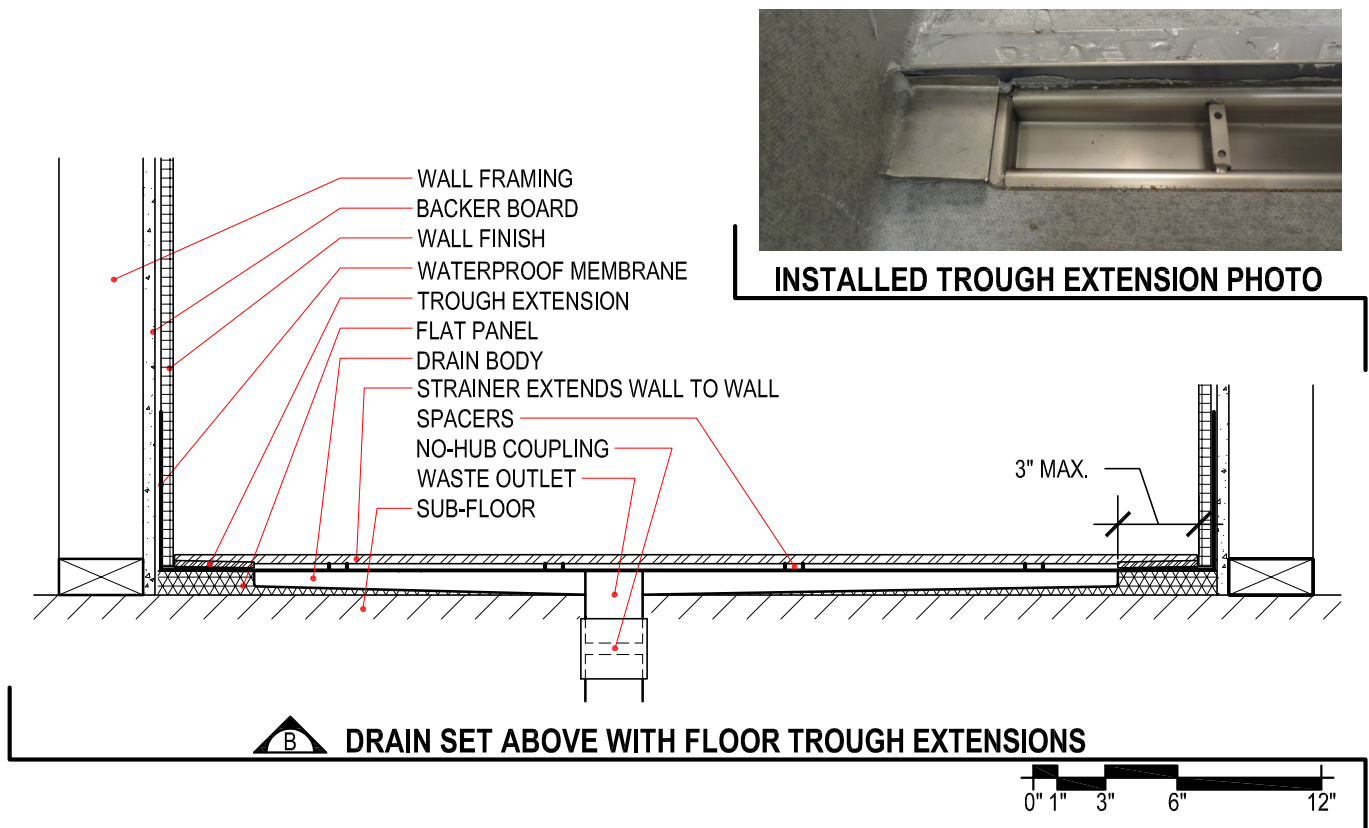 INSTALLED TROUGH EXTENSION PHOTO
WALL FRAMING
BACKER BOARD
WALL FINISH
WATERPROOF MEMBRANE
TROUGH EXTENSION
FLAT PANEL
DRAIN BODY
STRAINER EXTENDS WALL TO WALL
SPACERS
NO-HUB COUPLING
WASTE OUTLET
SUB-FLOOR
3" MAX.
B DRAIN SET ABOVE WITH FLOOR TROUGH EXTENSIONS
0" 1" 3" 6" 12"